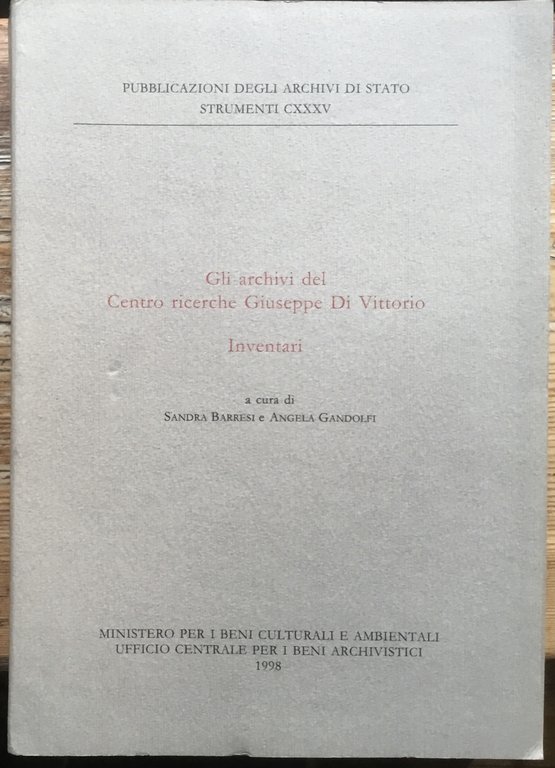 PUBBLICAZIONI DEGLI ARCHIVI DI STATO
STRUMENTI CXXXV
Gli archivi del
Centro ricerche Giuseppe Di Vittorio
Inventari
a cura di
SANDRA BARRESI e ANGELA GANDOLFI
MINISTERO PER I BENI CULTURALI E AMBIENTALI
UFFICIO CENTRALE PER I BENI ARCHIVISTICI
1998